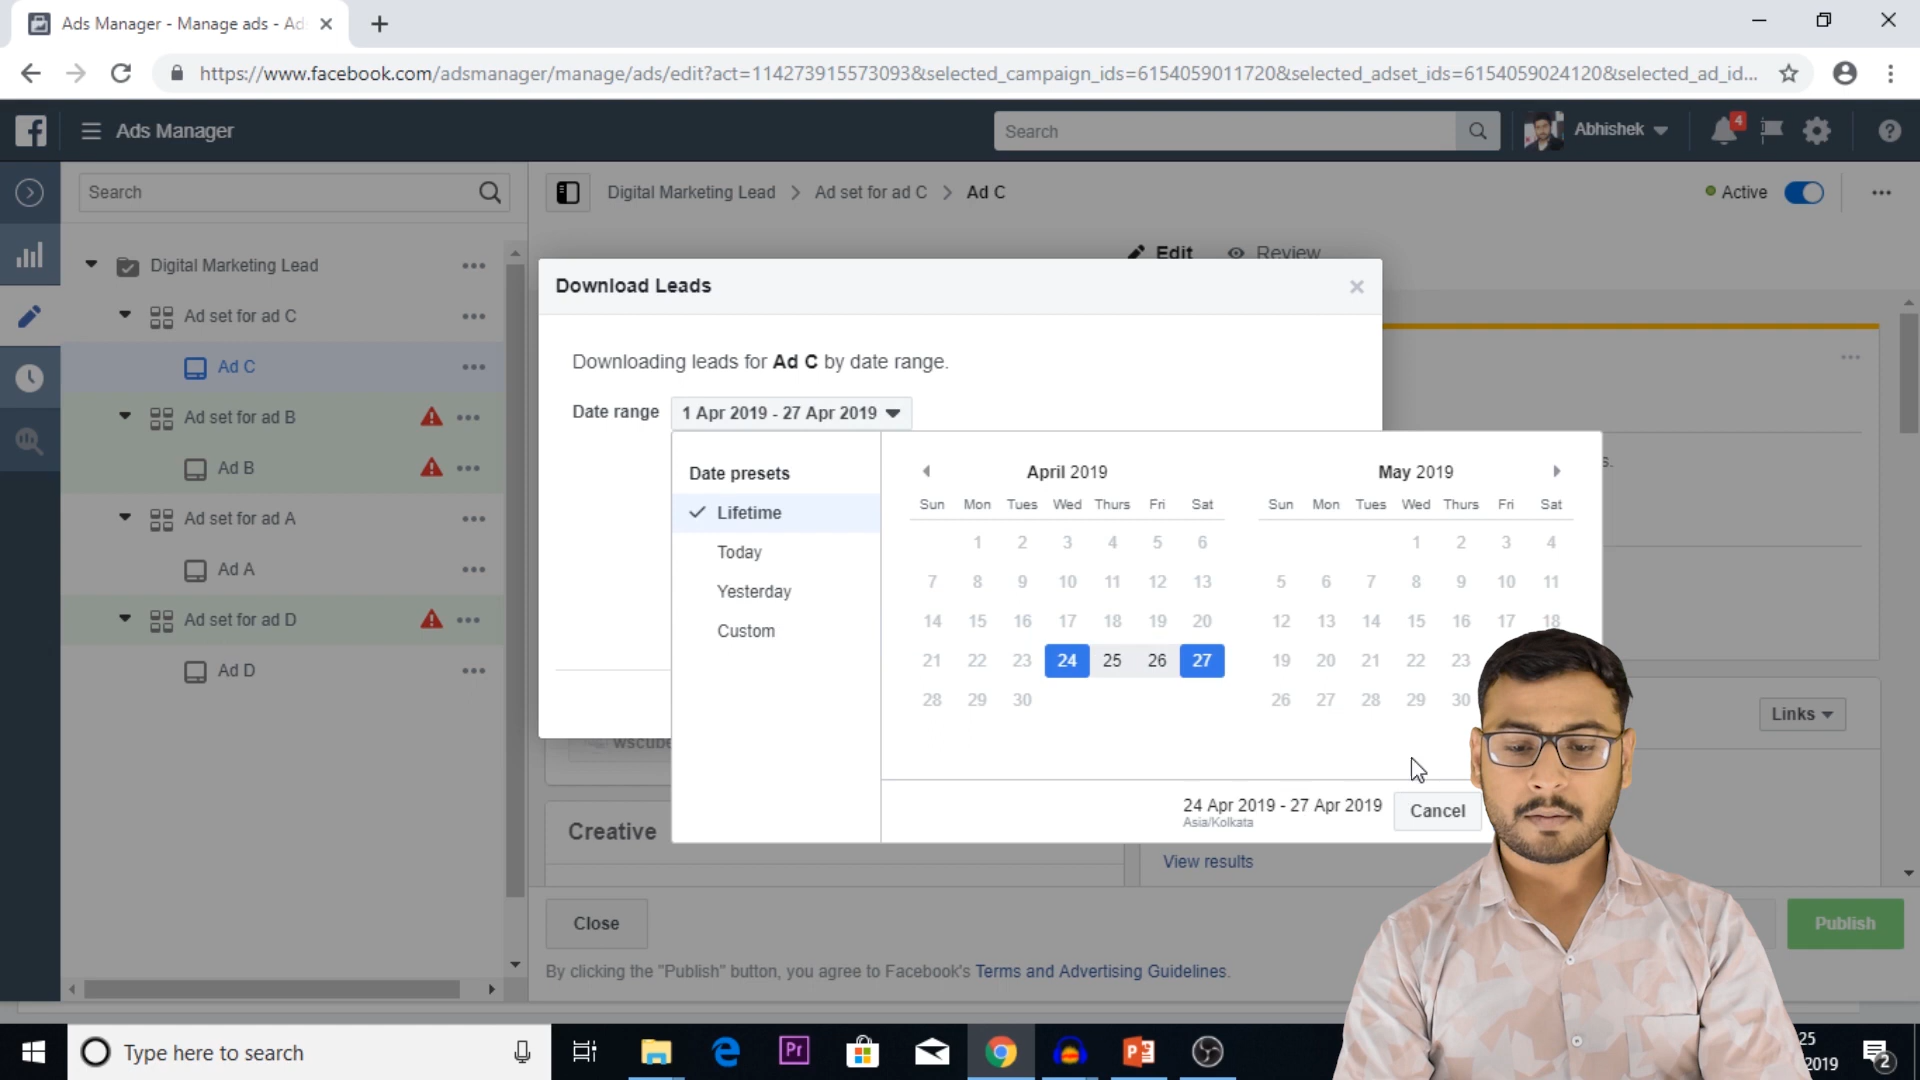 Ads Manager - Manage ads - Ad
https://www.facebook.com/adsmanager/manage/ads/edit?act=114273915573093&selected_campaign_ids=6154059011720&selected_adset_ids=6154059024120&selected_ad_id...
Ads Manager
Search
Abhishek
4
Search
Digital Marketing Lead > Ad set for ad C > Ad C
Active
Edit
Review
Digital Marketing Lead
Ad set for ad C
Ad C
Ad set for ad B
Ad B
Ad set for ad A
Ad A
Ad set for ad D
Ad D
Download Leads
Downloading leads for Ad C by date range.
Date range
1 Apr 2019 - 27 Apr 2019
Date presets
Lifetime
Today
Yesterday
Custom
April 2019
Sun Mon Tues Wed Thurs Fri Sat
1 2 3 4 5 6
7 8 9 10 11 12 13
14 15 16 17 18 19 20
21 22 23 24 25 26 27
28 29 30
May 2019
Sun Mon Tues Wed Thurs Fri Sat
1 2 3 4
5 6 7 8 9 10 11
12 13 14 15 16 17 18
19 20 21 22 23
26 27 28 29 30
24 Apr 2019 - 27 Apr 2019
Asia/Kolkata
Cancel
s.
Links
wscube
Creative
View results
Close
Publish
By clicking the "Publish" button, you agree to Facebook's Terms and Advertising Guidelines.
Type here to search
Pr
25
2019
2